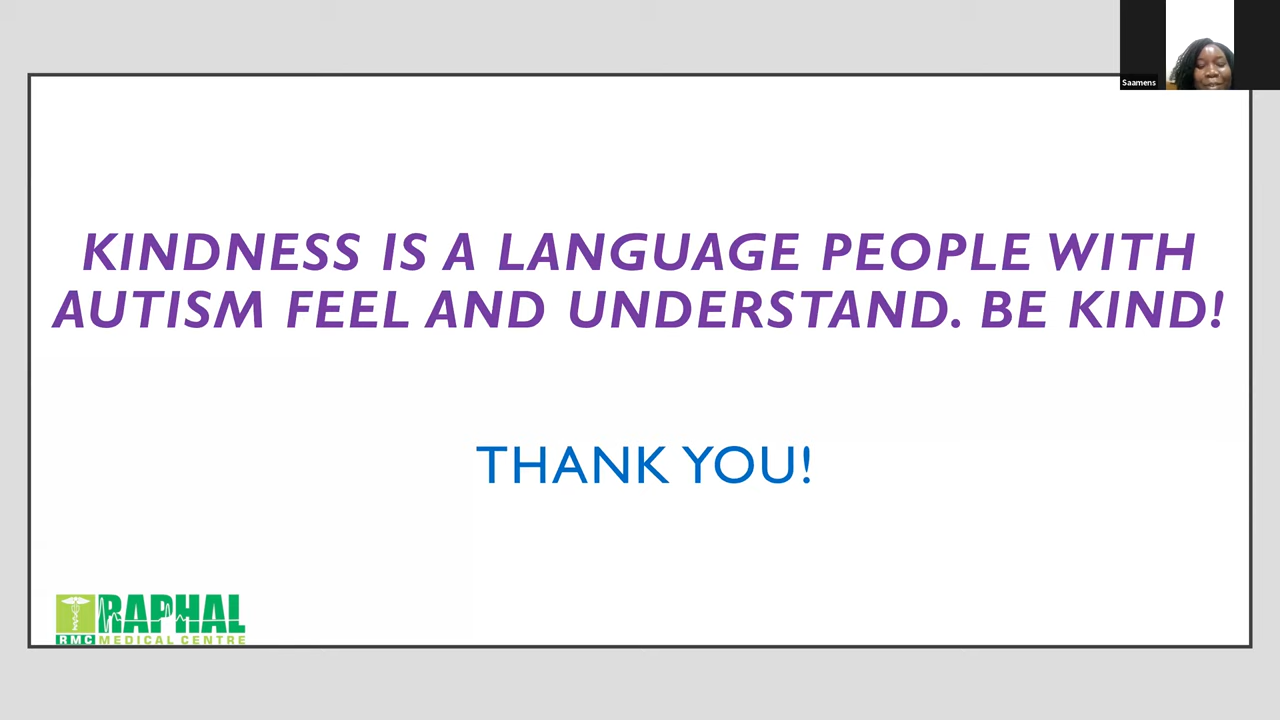 Saamens
KINDNESS IS A LANGUAGE PEOPLE WITH
AUTISM FEEL AND UNDERSTAND. BE KIND!
THANK YOU!
RAPHAL
RMC MEDICAL CENTRE